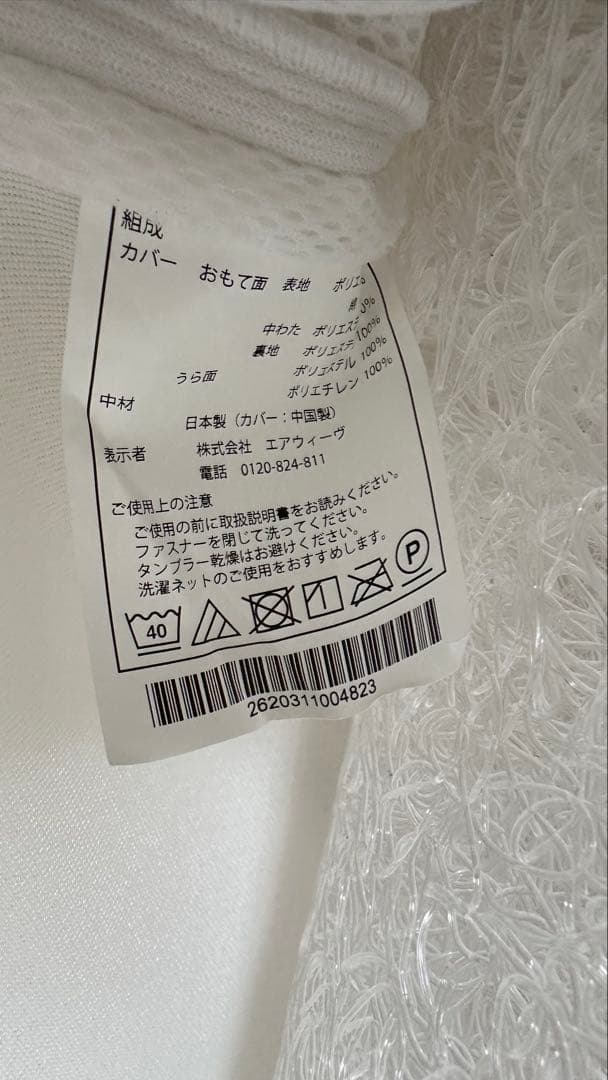 組成
カバー おもて面 表地 ポリエ
綿 3%
中わた ポリエステ 100%
裏地 ポリエステ 100%
うら面 ポリエステル 100%
中材 ポリエチレン 100%
日本製（カバー：中国製）
表示者 株式会社 エアウィーヴ
電話 0120-824-811
ご使用上の注意
ご使用の前に取扱説明書をお読みください。
ファスナーを閉じて洗ってください。
タンブラー乾燥はお避けください。
洗濯ネットのご使用をおすすめします。
40 P
2620311004823